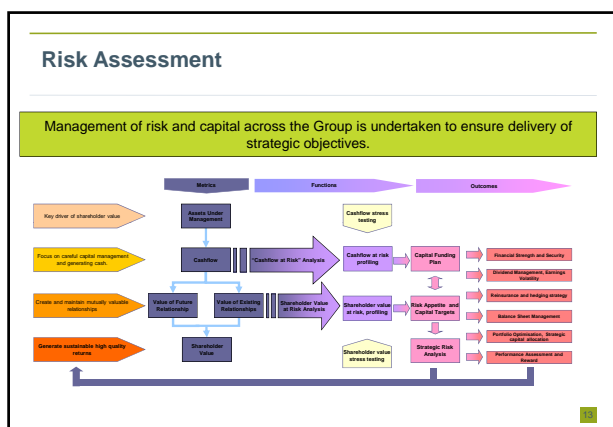 Risk Assessment
Management of risk and capital across the Group is undertaken to ensure delivery of
strategic objectives.
Metrics
Functions
Outcomes
Key driver of shareholder value
Assets Under
Management
Cashflow stress
testing
Focus on careful capital management
and generating cash.
Cashflow
"Cashflow at Risk" Analysis
Cashflow at risk
profiling
Capital Funding
Plan
Financial Strength and Security
Dividend Management, Earnings
Volatility
Create and maintain mutually valuable
relationships
Value of Future
Relationship
Value of Existing
Relationships
Shareholder Value
at Risk Analysis
Shareholder value
at risk, profiling
Risk Appetite and
Capital Targets
Reinsurance and hedging strategy
Balance Sheet Management
Generate sustainable high quality
returns
Shareholder
Value
Shareholder value
stress testing
Strategic Risk
Analysis
Portfolio Optimisation, Strategic
capital allocation
Performance Assessment and
Reward
13